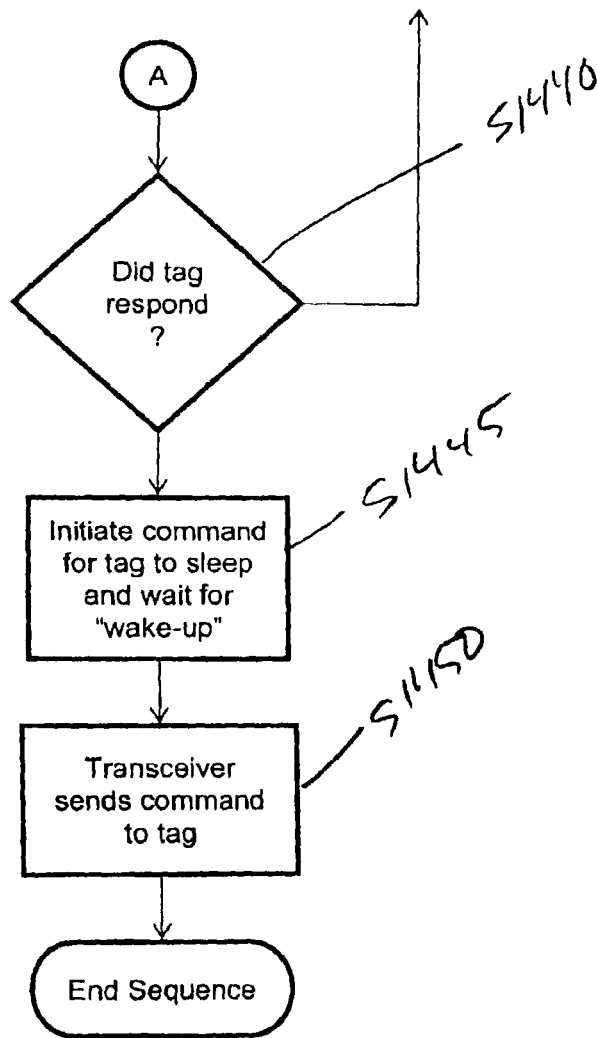 A
S1440
Did tag
respond
?
S1445
Initiate command
for tag to sleep
and wait for
"wake-up"
Transceiver
sends command
to tag
End Sequence